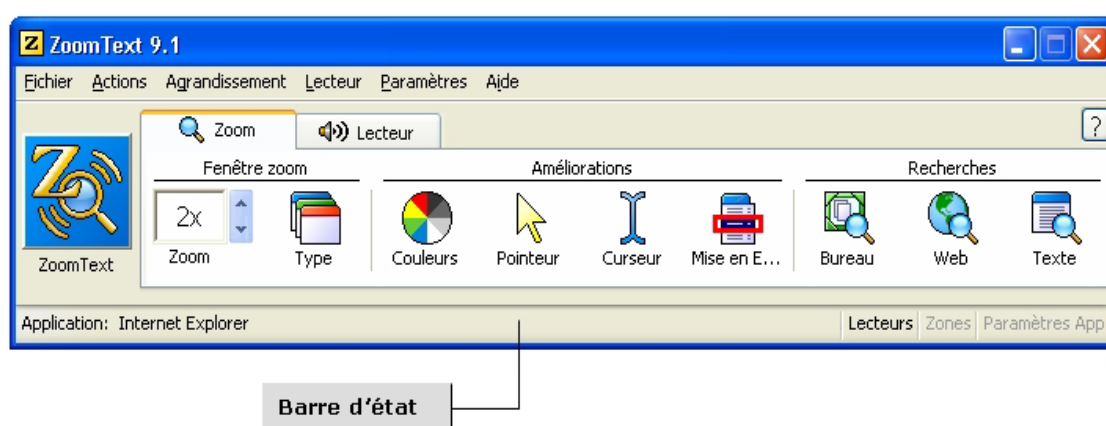 ZoomText 9.1
Fichier Actions Agrandissement Lecteur Paramètres Aide
Zoom Lecteur ?
Fenêtre zoom Améliorations Recherches
2x
Zoom Type Couleurs Pointeur Curseur Mise en E... Bureau Web Texte
ZoomText
Application: Internet Explorer Lecteurs Zones Paramètres App
Barre d'état